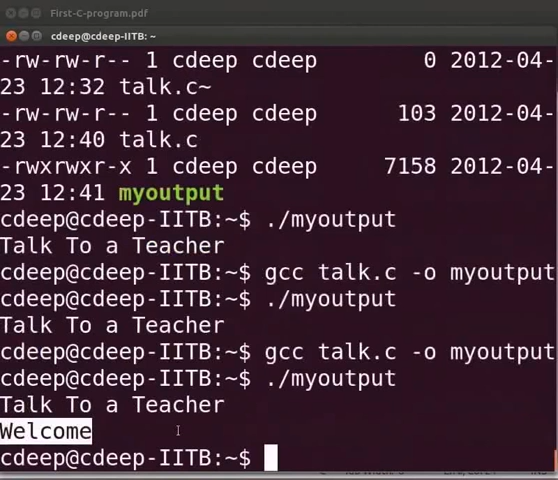 First-C-program.pdf
cdeep@cdeep-IITB: ~
-rw-rw-r-- 1 cdeep cdeep 0 2012-04-
23 12:32 talk.c~
-rw-rw-r-- 1 cdeep cdeep 103 2012-04-
23 12:40 talk.c
-rwxrwxr-x 1 cdeep cdeep 7158 2012-04-
23 12:41 myoutput
cdeep@cdeep-IITB:~$ ./myoutput
Talk To a Teacher
cdeep@cdeep-IITB:~$ gcc talk.c -o myoutput
cdeep@cdeep-IITB:~$ ./myoutput
Talk To a Teacher
cdeep@cdeep-IITB:~$ gcc talk.c -o myoutput
cdeep@cdeep-IITB:~$ ./myoutput
Talk To a Teacher
Welcome
cdeep@cdeep-IITB:~$